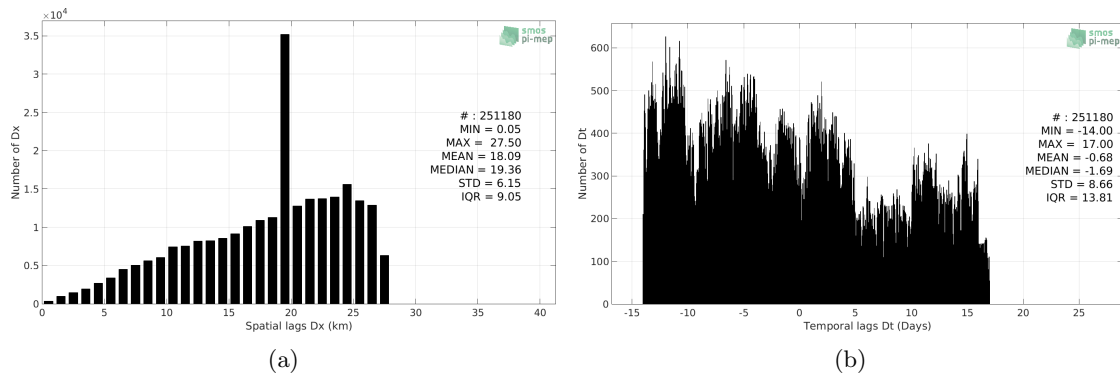 ×10⁴
3.5
3
2.5
2
1.5
1
0.5
0
Number of Dx
0 5 10 15 20 25 30 35 40
Spatial lags Dx (km)
smos
pi-mep
# : 251180
MIN = 0.05
MAX = 27.50
MEAN = 18.09
MEDIAN = 19.36
STD = 6.15
IQR = 9.05
(a)
600
500
400
300
200
100
0
Number of Dt
-15 -10 -5 0 5 10 15 20 25
Temporal lags Dt (Days)
smos
pi-mep
# : 251180
MIN = -14.00
MAX = 17.00
MEAN = -0.68
MEDIAN = -1.69
STD = 8.66
IQR = 13.81
(b)